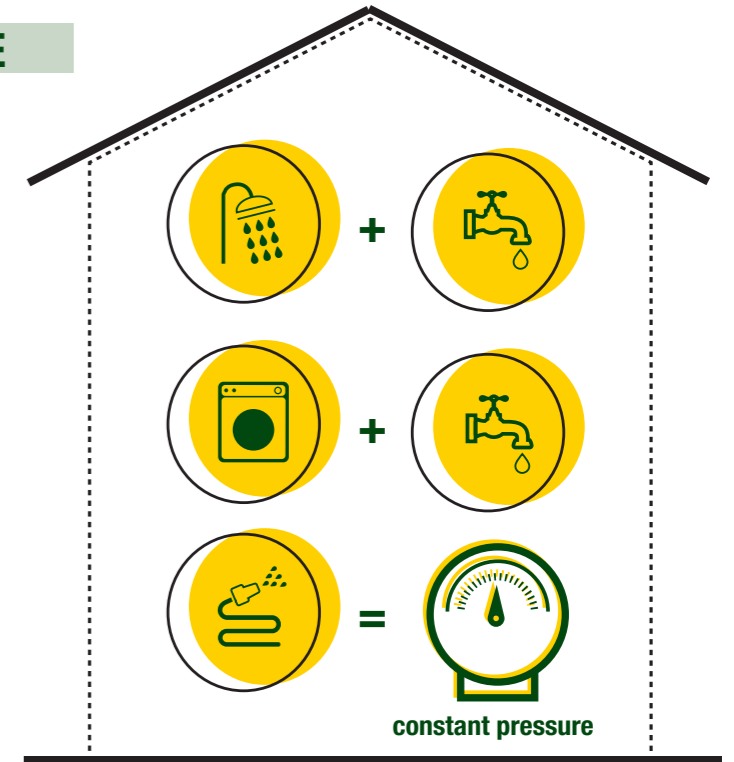 E
+
+
=
constant pressure